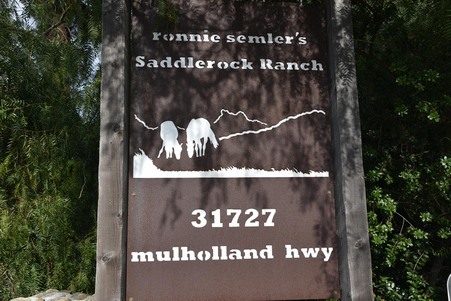 ronnie semler's
Saddlerock Ranch
31727
mulholland hwy